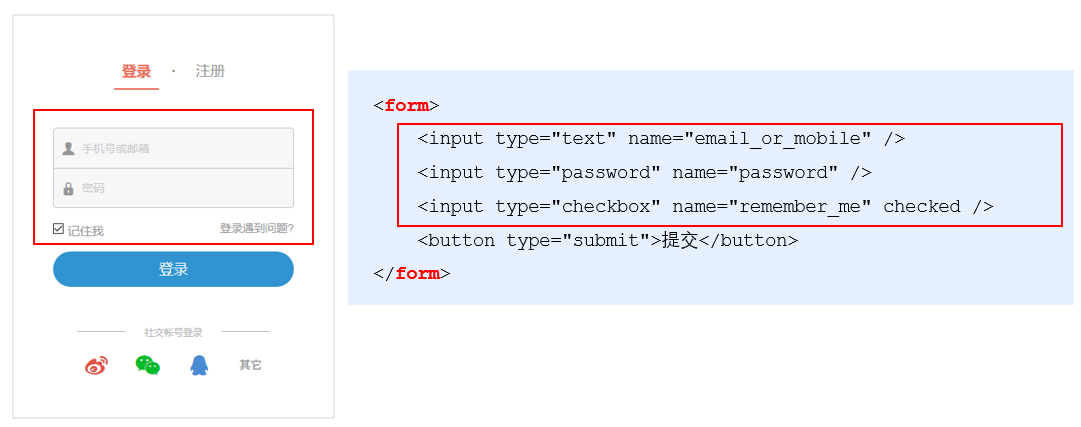 登录 · 注册
手机号或邮箱
密码
记住我 登录遇到问题?
登录
社交帐号登录
其它
<form>
<input type="text" name="email_or_mobile" />
<input type="password" name="password" />
<input type="checkbox" name="remember_me" checked />
<button type="submit">提交</button>
</form>